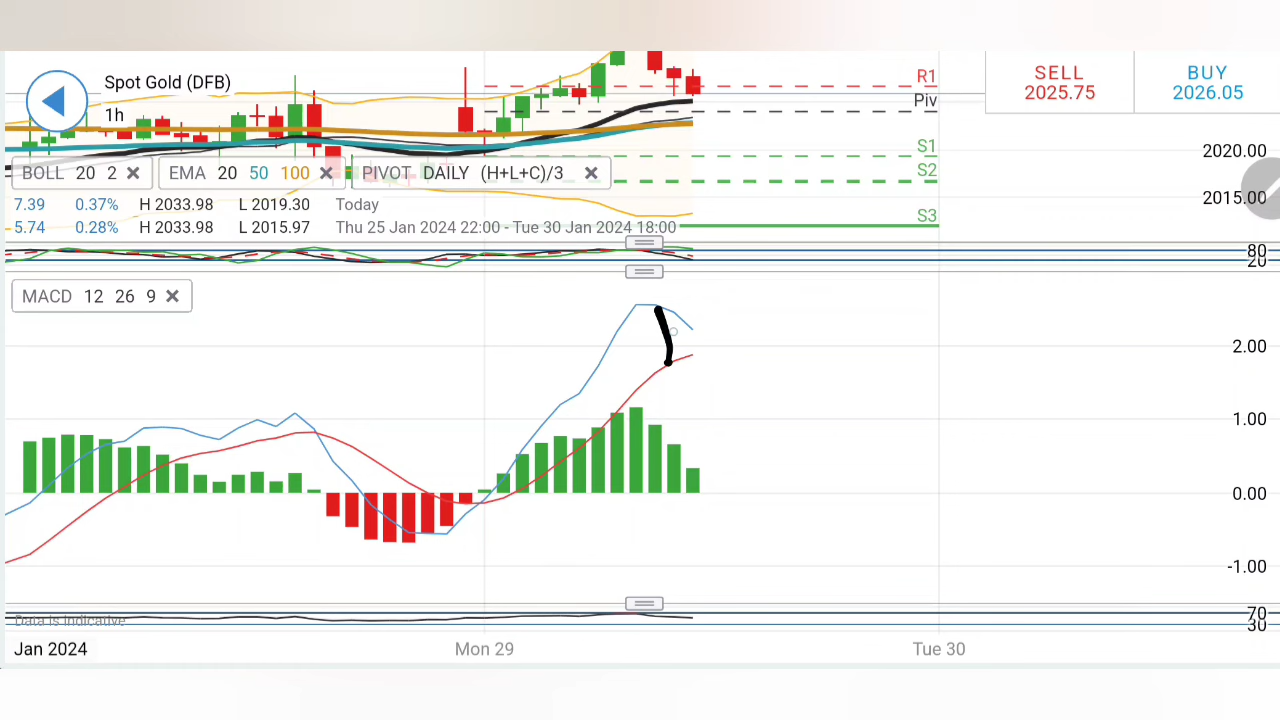 Spot Gold (DFB)
1h
SELL
2025.75
BUY
2026.05
R1
Piv
S1
S2
S3
2020.00
2015.00
BOLL 20 2
EMA 20 50 100
PIVOT DAILY (H+L+C)/3
7.39 0.37% H 2033.98 L 2019.30 Today
5.74 0.28% H 2033.98 L 2015.97 Thu 25 Jan 2024 22:00 - Tue 30 Jan 2024 18:00
80
20
MACD 12 26 9
2.00
1.00
0.00
-1.00
70
30
Data is indicative
Jan 2024 Mon 29 Tue 30